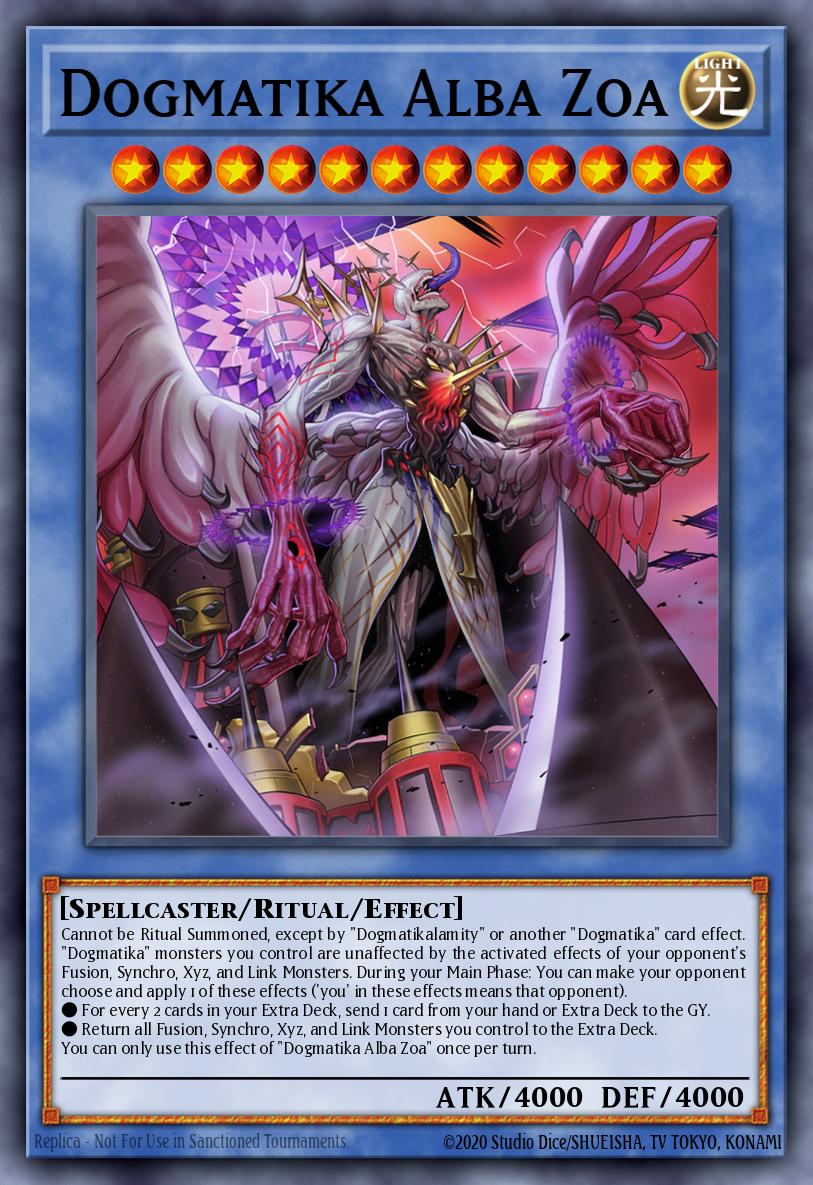 Dogmatika Alba Zoa
LIGHT
光
[Spellcaster/Ritual/Effect]
Cannot be Ritual Summoned, except by "Dogmatikalamity" or another "Dogmatika" card effect.
"Dogmatika" monsters you control are unaffected by the activated effects of your opponent's
Fusion, Synchro, Xyz, and Link Monsters. During your Main Phase: You can make your opponent
choose and apply 1 of these effects ('you' in these effects means that opponent).
● For every 2 cards in your Extra Deck, send 1 card from your hand or Extra Deck to the GY.
● Return all Fusion, Synchro, Xyz, and Link Monsters you control to the Extra Deck.
You can only use this effect of "Dogmatika Alba Zoa" once per turn.
ATK/4000 DEF/4000
Replica - Not For Use in Sanctioned Tournaments.
©2020 Studio Dice/SHUEISHA, TV TOKYO, KONAMI